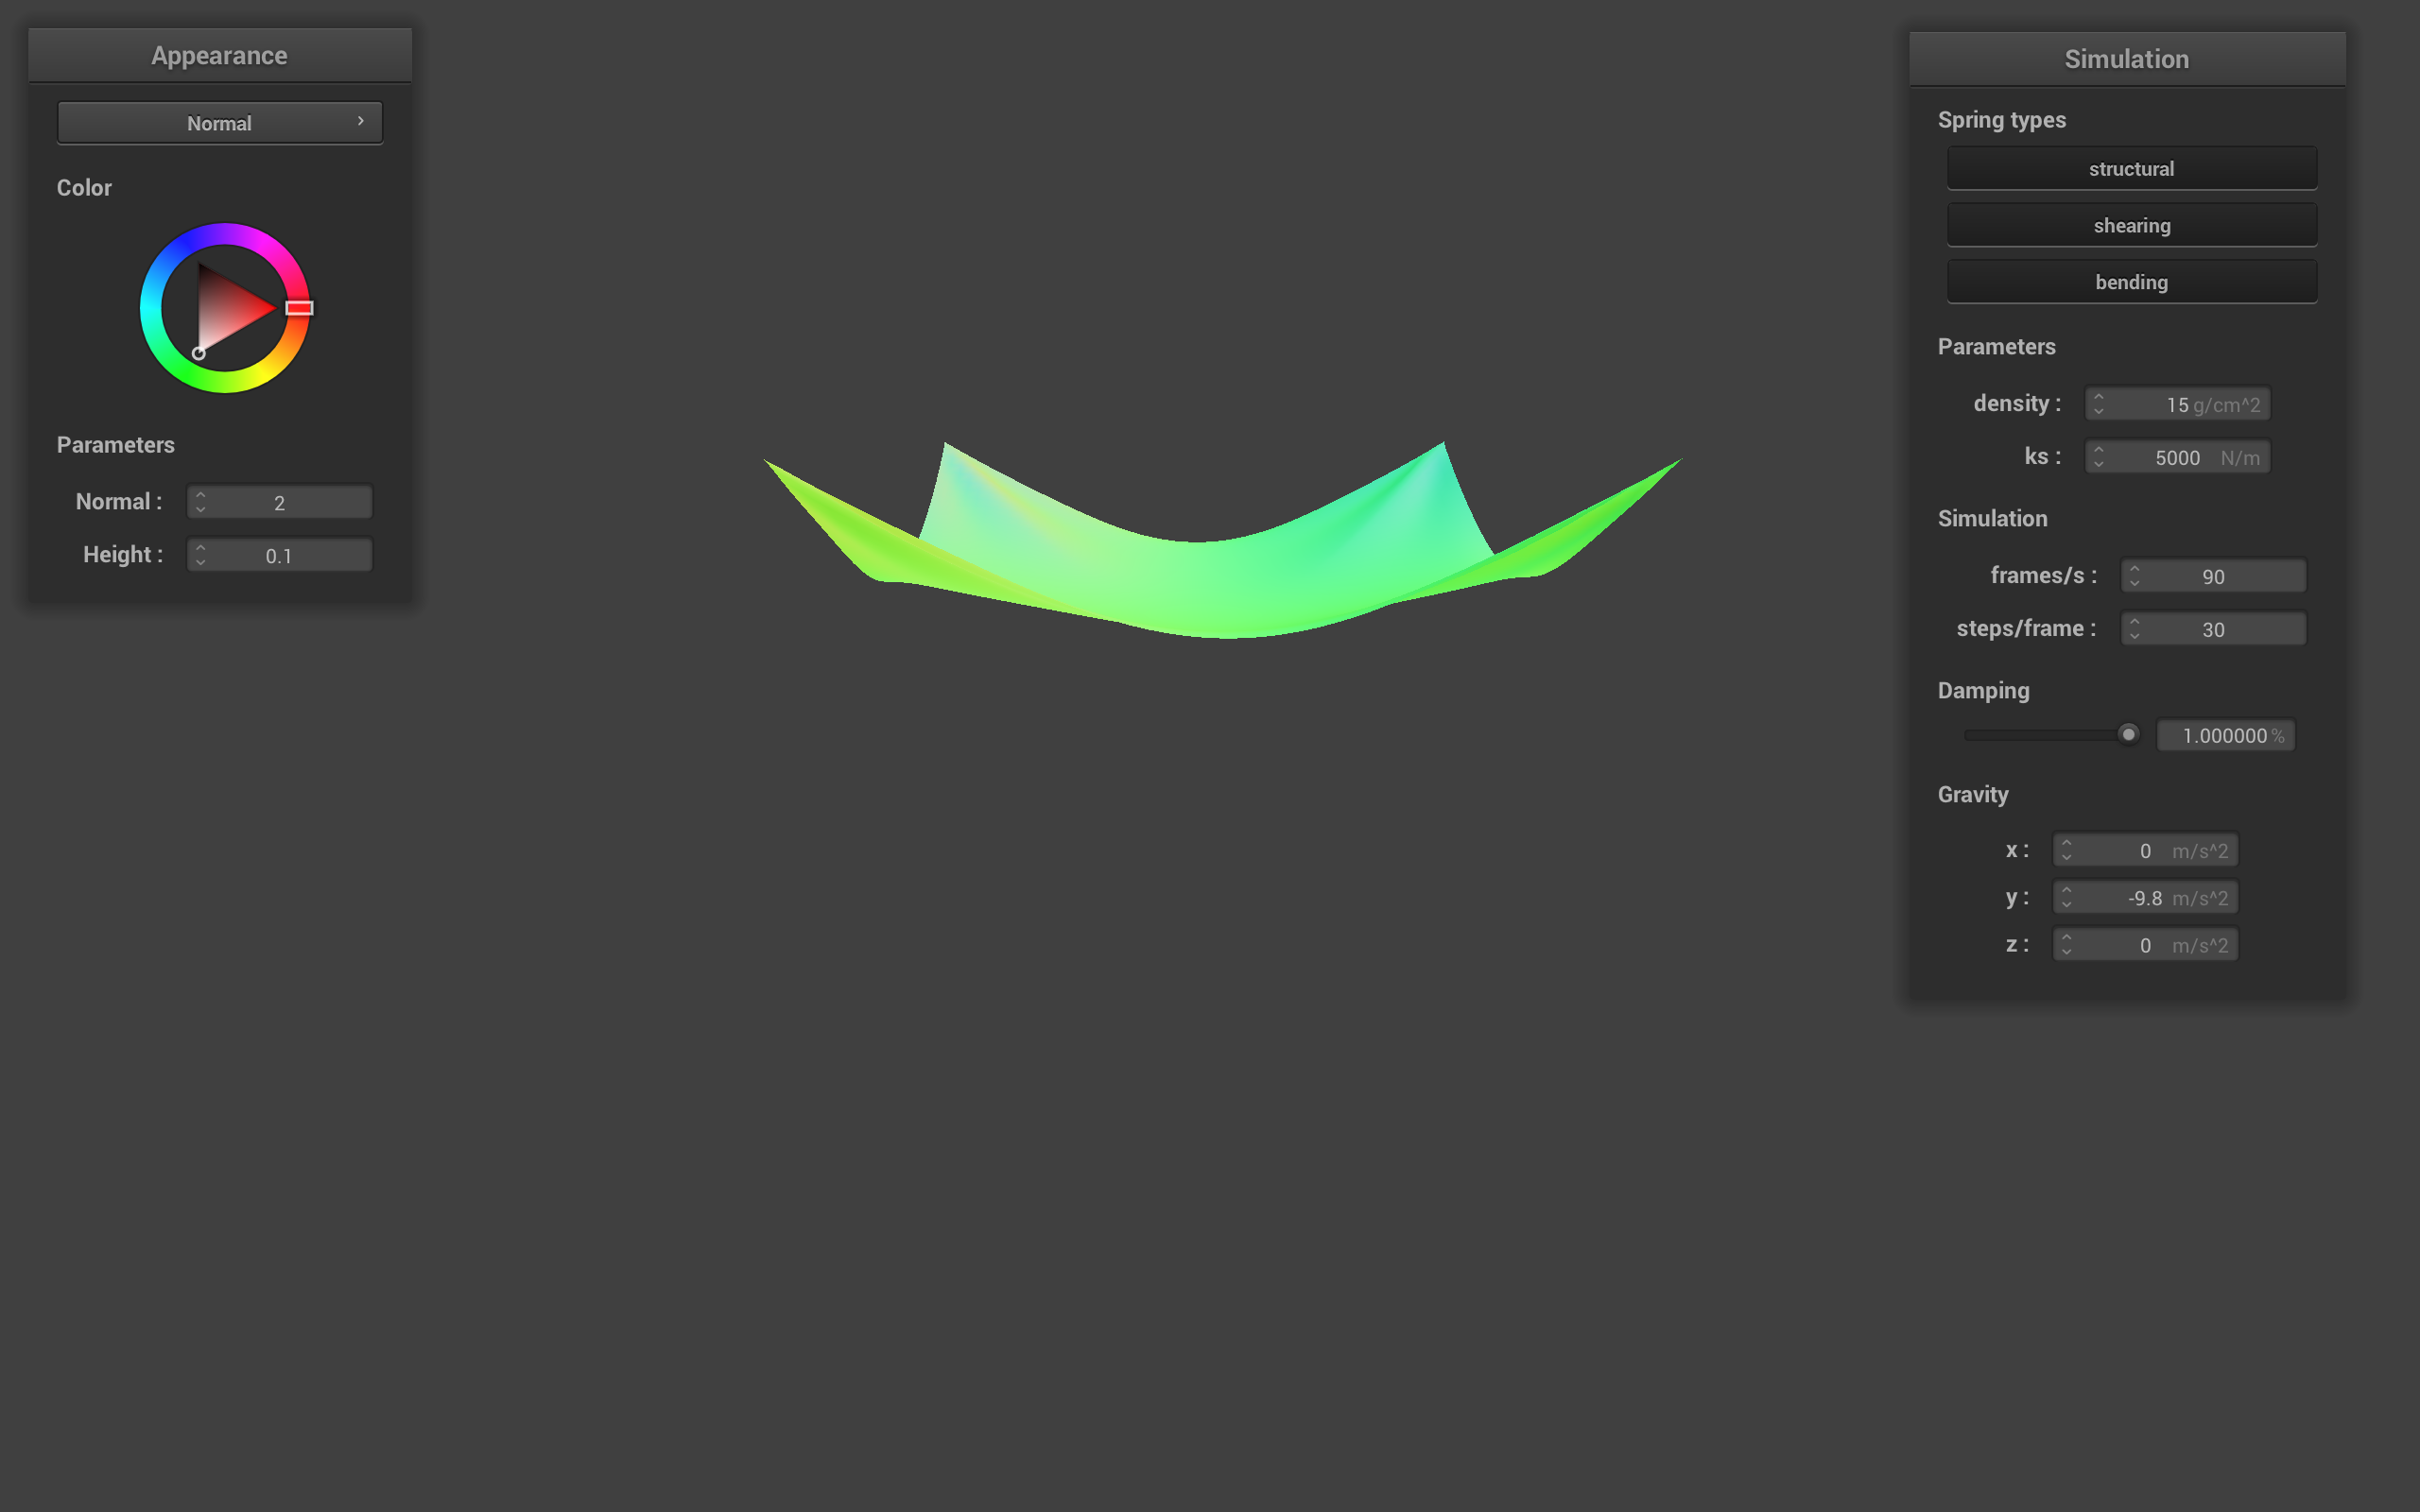 Appearance
Normal
Color
Parameters
Normal : 2
Height : 0.1
Simulation
Spring types
structural
shearing
bending
Parameters
density : 15 g/cm^2
ks : 5000 N/m
Simulation
frames/s : 90
steps/frame : 30
Damping
1.000000 %
Gravity
x : 0 m/s^2
y : -9.8 m/s^2
z : 0 m/s^2